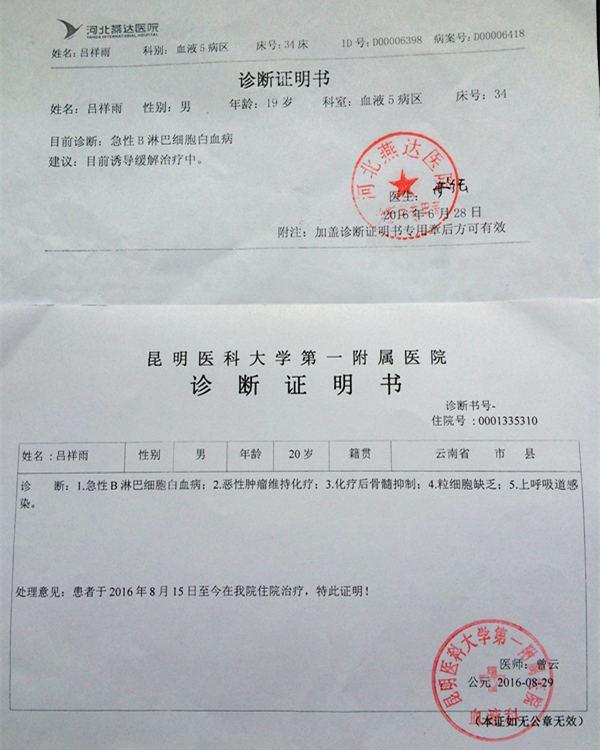 河北燕达医院
YANDA INTERNATIONAL HOSPITAL
姓名：吕祥雨 科别：血液5病区 床号：34床 ID号：D00006398 病案号：D00006418
诊断证明书
姓名：吕祥雨 性别：男 年龄：19岁 科室：血液5病区 床号：34
目前诊断：急性B淋巴细胞白血病
建议：目前诱导缓解治疗中。
河北燕达医院
医生：
2016年6月28日
附注：加盖诊断证明书专用章后方可有效
昆明医科大学第一附属医院
诊断证明书
诊断书号-
住院号：0001335310
姓名：吕祥雨 性别 男 年龄 20岁 籍贯 云南省 市 县
诊 断：1.急性B淋巴细胞白血病；2.恶性肿瘤维持化疗；3.化疗后骨髓抑制；4.粒细胞缺乏；5.上呼吸道感
染。
处理意见：患者于2016年8月15日至今在我院住院治疗，特此证明！
昆明医科大学第一附属医院
医师：曾云
公元 2016-08-29
血液科
（本证如无公章无效）